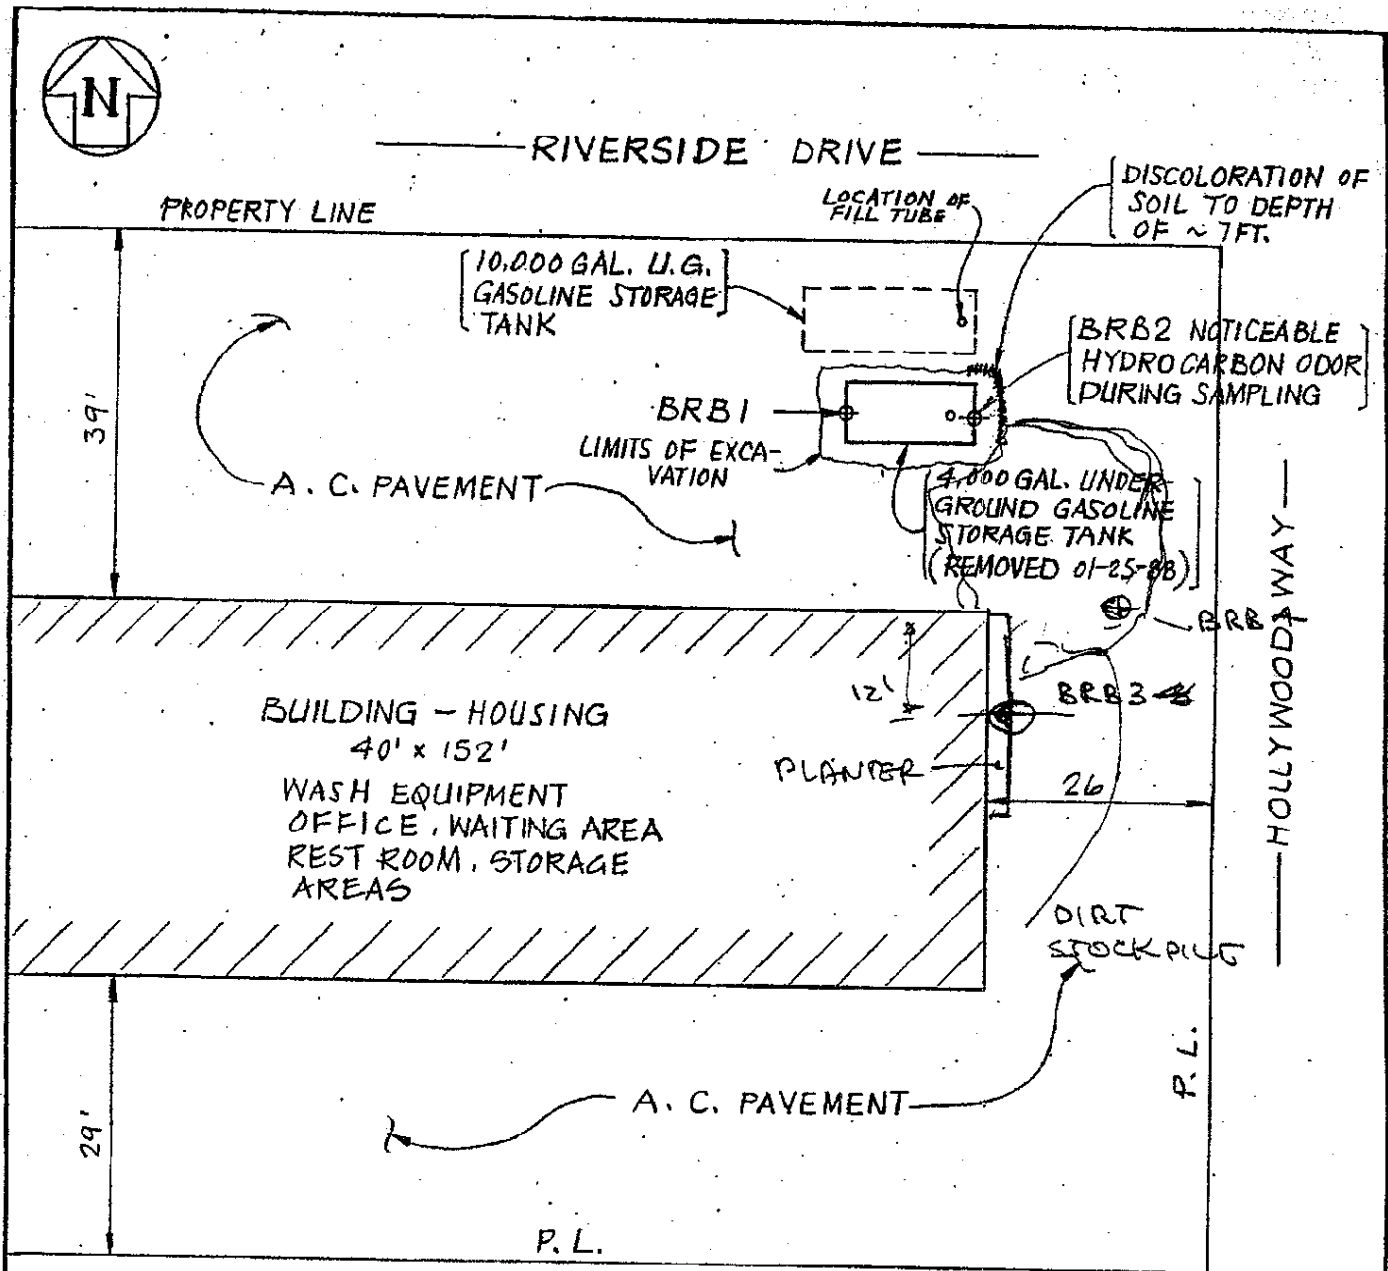 N
RIVERSIDE DRIVE
PROPERTY LINE
LOCATION OF
FILL TUBE
DISCOLORATION OF
SOIL TO DEPTH
OF ~ 7FT.
10,000 GAL. U.G.
GASOLINE STORAGE
TANK
BRB2 NOTICEABLE
HYDROCARBON ODOR
DURING SAMPLING
BRB1
LIMITS OF EXCA-
VATION
39'
A. C. PAVEMENT
4,000 GAL. UNDER-
GROUND GASOLINE
STORAGE TANK
(REMOVED 01-25-88)
HOLLYWOOD WAY
BRB
12'
BRB3
BUILDING - HOUSING
40' x 152'
WASH EQUIPMENT
OFFICE, WAITING AREA
REST ROOM, STORAGE
AREAS
PLANTER
26
DIRT
STOCKPILE
A. C. PAVEMENT
P. L.
29'
P. L.